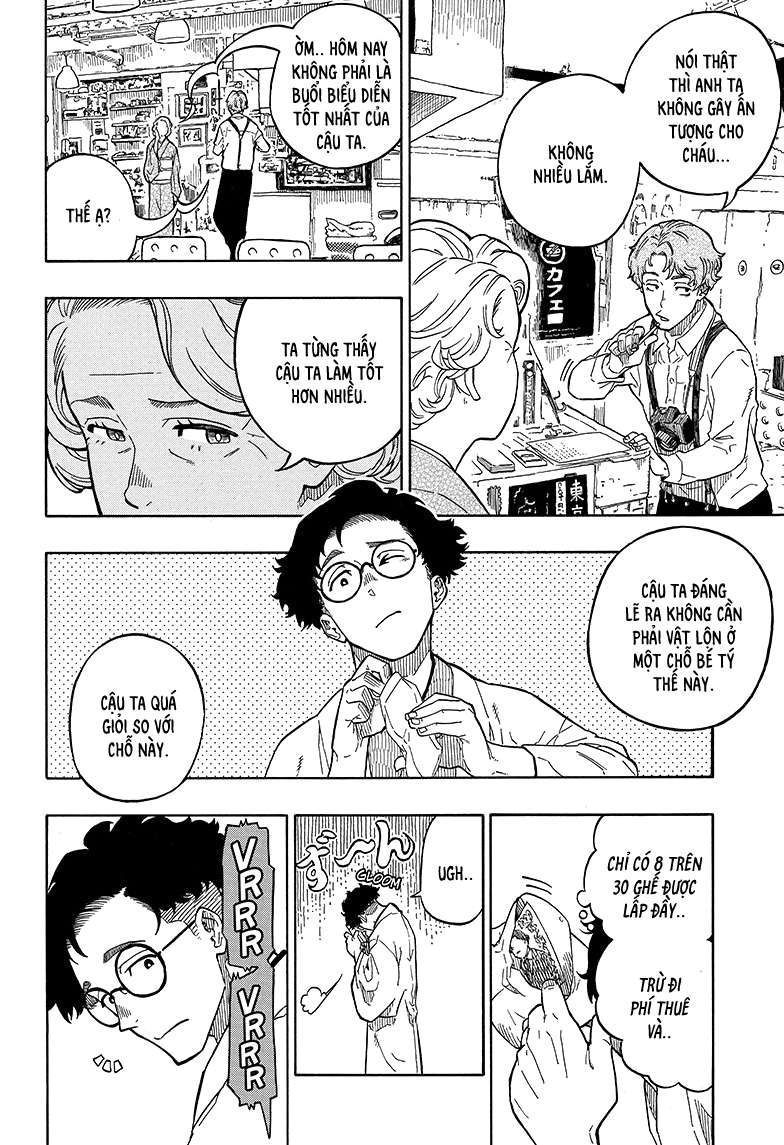 NÓI THẬT
THÌ ANH TA
KHÔNG GÂY ẤN
TƯỢNG CHO
CHÁU...
KHÔNG
NHIỀU LẮM.
カフェ
東京
ỜM.. HÔM NAY
KHÔNG PHẢI LÀ
BUỔI BIỂU DIỄN
TỐT NHẤT CỦA
CẬU TA.
THẾ Ạ?
TA TỪNG THẤY
CẬU TA LÀM TỐT
HƠN NHIỀU.
CẬU TA ĐÁNG
LẼ RA KHÔNG CẦN
PHẢI VẬT LỘN Ở
MỘT CHỖ BÉ TÝ
THẾ NÀY.
CẬU TA QUÁ
GIỎI SO VỚI
CHỖ NÀY.
CHỈ CÓ 8 TRÊN
30 GHẾ ĐƯỢC
LẤP ĐẦY..
TRỪ ĐI
PHÍ THUÊ
VÀ..
UGH..
ず〜ん
GLOOM
VRRR
VRRR